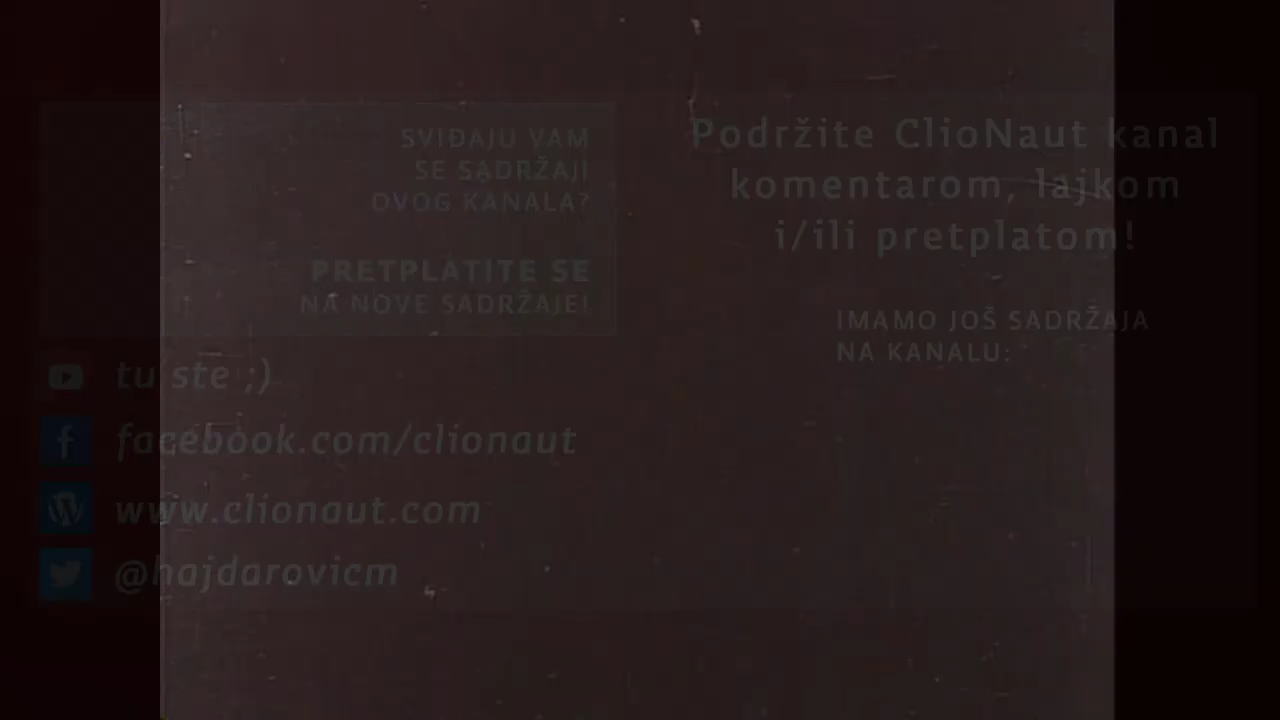 SVIĐAJU VAM
SE SADRŽAJI
OVOG KANALA?
PRETPLATITE SE
NA NOVE SADRŽAJE!
tu ste ;)
facebook.com/clionaut
www.clionaut.com
@hajdarovicm
Podržite ClioNaut kanal
komentarom, lajkom
i/ili pretplatom!
IMAMO JOŠ SADRŽAJA
NA KANALU: